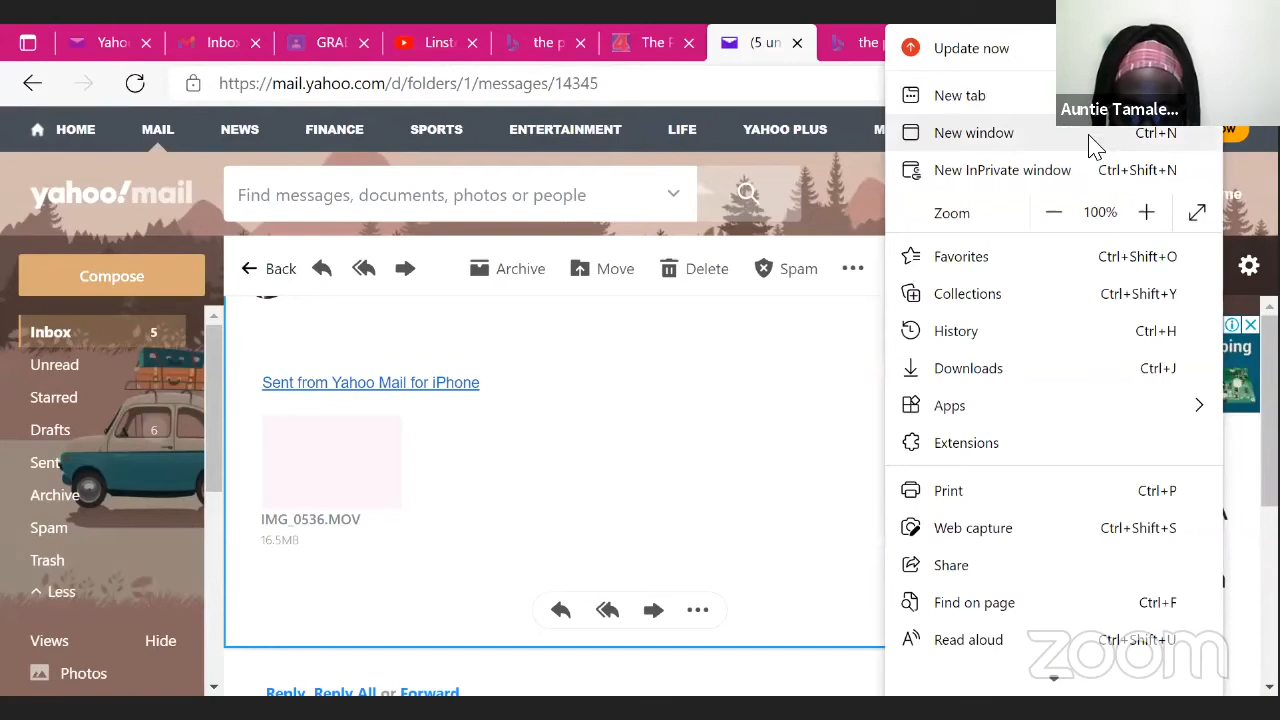 Yaho
Inbo
GRAD
Linste
the p
The F
(5 un
the p
https://mail.yahoo.com/d/folders/1/messages/14345
HOME MAIL NEWS FINANCE SPORTS ENTERTAINMENT LIFE YAHOO PLUS M
yahoo!mail
Find messages, documents, photos or people
Compose
Back
Archive
Move
Delete
Spam
Inbox 5
Unread
Starred
Drafts 6
Sent
Archive
Spam
Trash
Less
Views Hide
Photos
Sent from Yahoo Mail for iPhone
IMG_0536.MOV
16.5MB
Reply, Reply All or Forward
Update now
New tab
New window Ctrl+N
New InPrivate window Ctrl+Shift+N
Zoom 100%
Favorites Ctrl+Shift+O
Collections Ctrl+Shift+Y
History Ctrl+H
Downloads Ctrl+J
Apps
Extensions
Print Ctrl+P
Web capture Ctrl+Shift+S
Share
Find on page Ctrl+F
Read aloud Ctrl+Shift+U
Auntie Tamale...
zoom